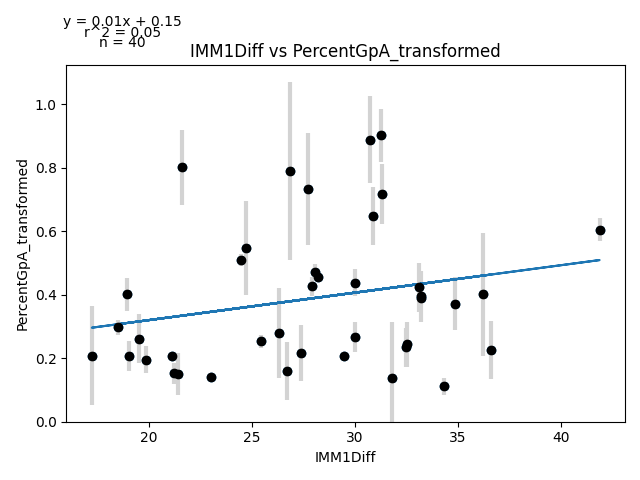 y = 0.01x + 0.15
r^2 = 0.05
n = 40
IMM1Diff vs PercentGpA_transformed
PercentGpA_transformed
1.0
0.8
0.6
0.4
0.2
0.0
20 25 30 35 40
IMM1Diff